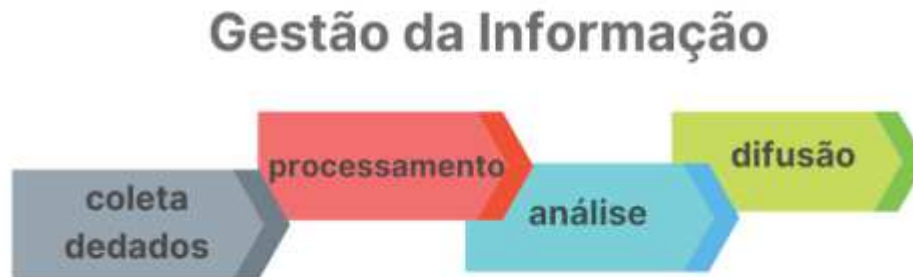 Gestão da Informação
coleta
dedados
processamento
análise
difusão